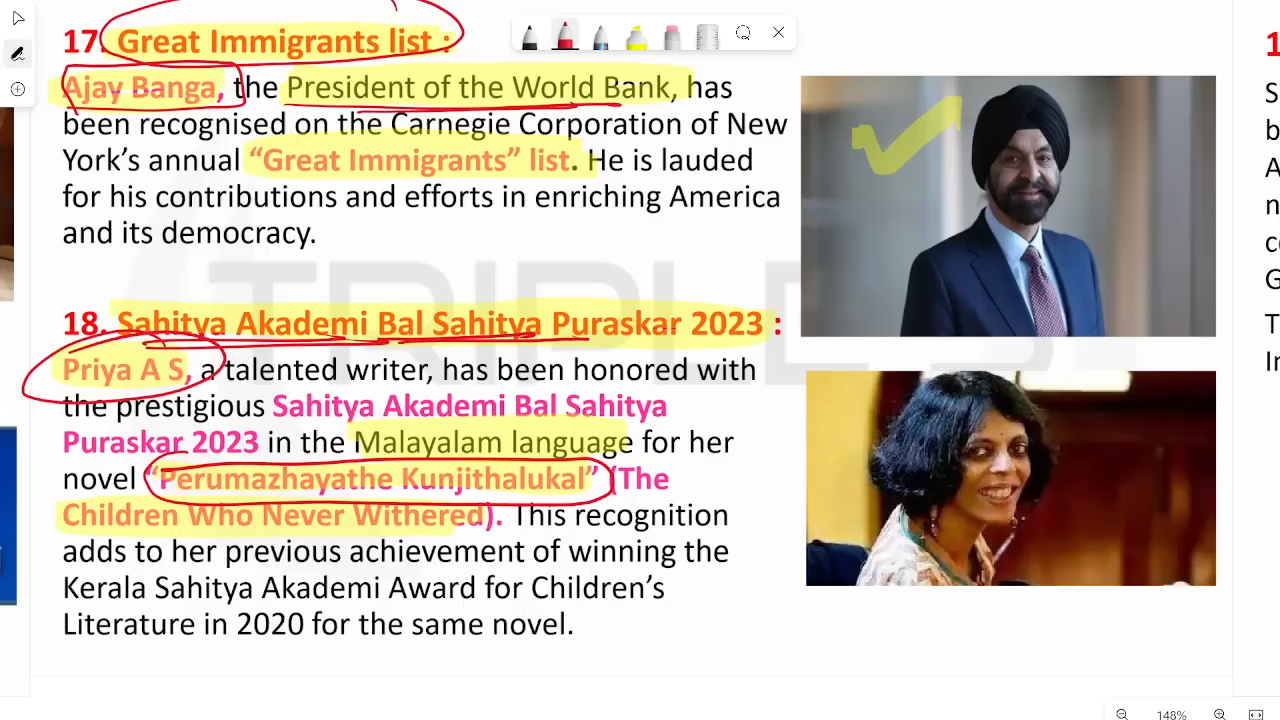 17. Great Immigrants list :
Ajay Banga, the President of the World Bank, has
been recognised on the Carnegie Corporation of New
York’s annual “Great Immigrants” list. He is lauded
for his contributions and efforts in enriching America
and its democracy.
18. Sahitya Akademi Bal Sahitya Puraskar 2023 :
Priya A S, a talented writer, has been honored with
the prestigious Sahitya Akademi Bal Sahitya
Puraskar 2023 in the Malayalam language for her
novel “Perumazhayathe Kunjithalukal” (The
Children Who Never Withered). This recognition
adds to her previous achievement of winning the
Kerala Sahitya Akademi Award for Children’s
Literature in 2020 for the same novel.
148%